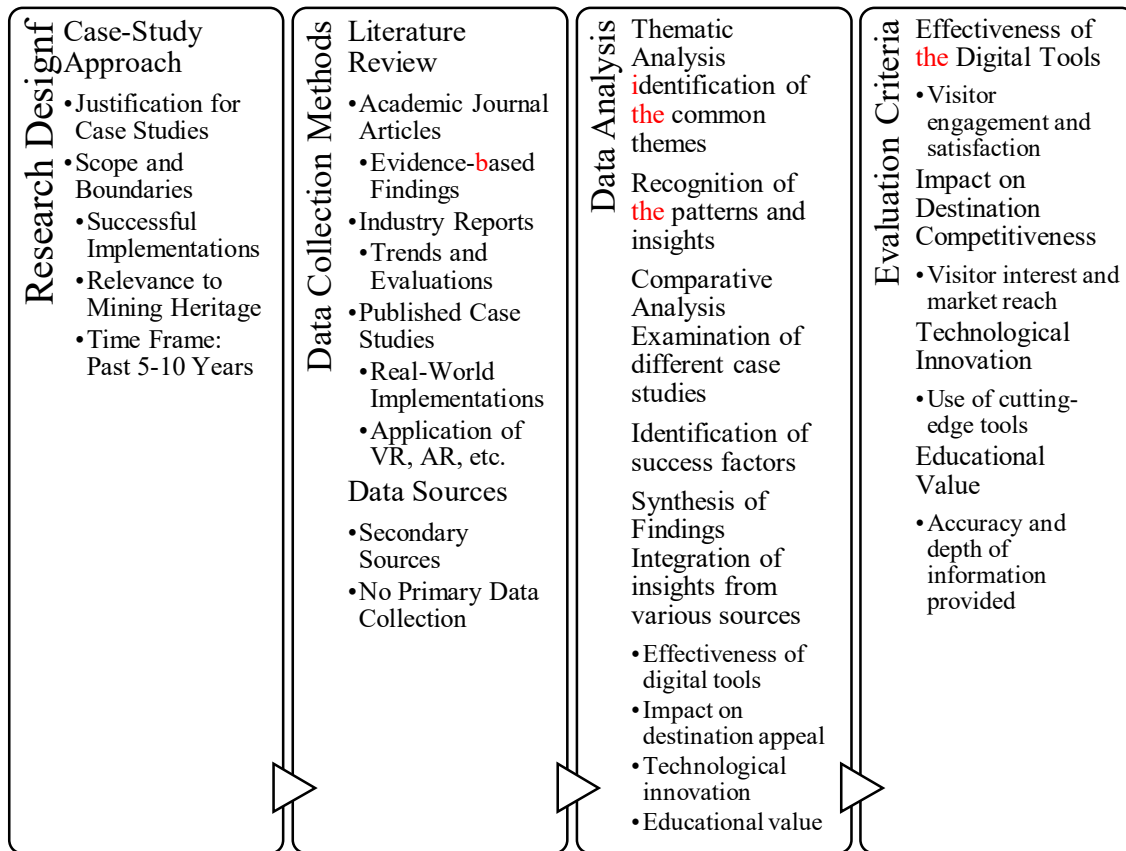 Research Designf
Case-Study
Approach
•Justification for
Case Studies
•Scope and
Boundaries
•Successful
Implementations
•Relevance to
Mining Heritage
•Time Frame:
Past 5-10 Years
Data Collection Methods
Literature
Review
•Academic Journal
Articles
•Evidence-based
Findings
•Industry Reports
•Trends and
Evaluations
•Published Case
Studies
•Real-World
Implementations
•Application of
VR, AR, etc.
Data Sources
•Secondary
Sources
•No Primary Data
Collection
Data Analysis
Thematic
Analysis
identification of
the common
themes
Recognition of
the patterns and
insights
Comparative
Analysis
Examination of
different case
studies
Identification of
success factors
Synthesis of
Findings
Integration of
insights from
various sources
•Effectiveness of
digital tools
•Impact on
destination appeal
•Technological
innovation
•Educational value
Evaluation Criteria
Effectiveness of
the Digital Tools
•Visitor
engagement and
satisfaction
Impact on
Destination
Competitiveness
•Visitor interest and
market reach
Technological
Innovation
•Use of cutting-
edge tools
Educational
Value
•Accuracy and
depth of
information
provided